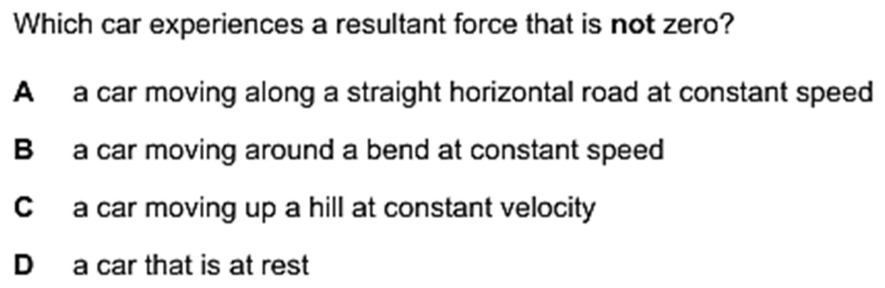 Which car experiences a resultant force that is not zero?
A a car moving along a straight horizontal road at constant speed
B a car moving around a bend at constant speed
C a car moving up a hill at constant velocity
D a car that is at rest